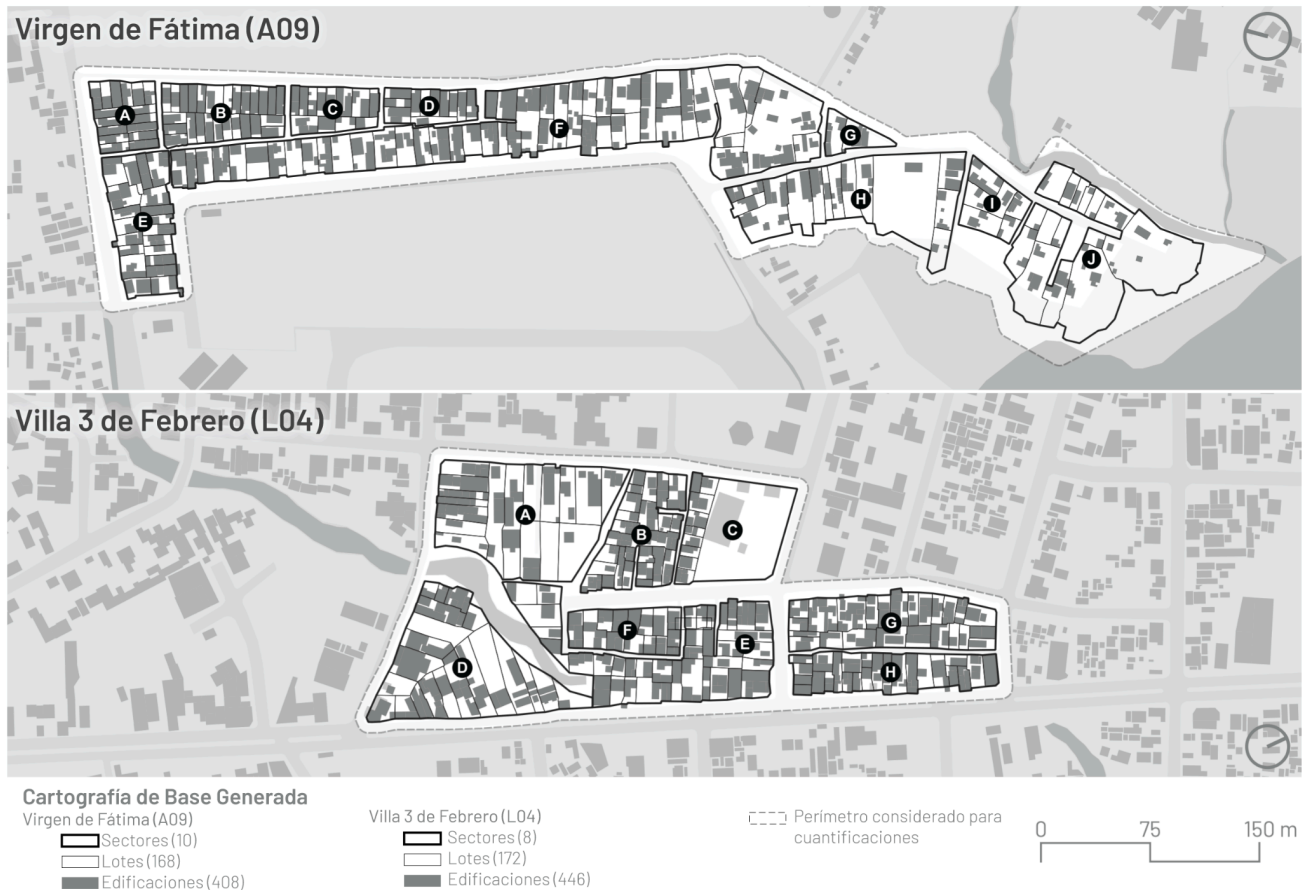 Virgen de Fátima (A09)
A
B
C
D
F
G
E
H
I
J
Villa 3 de Febrero (L04)
A
B
C
F
G
E
D
H
Cartografía de Base Generada
Virgen de Fátima (A09)
Sectores (10)
Lotes (168)
Edificaciones (408)
Villa 3 de Febrero (L04)
Sectores (8)
Lotes (172)
Edificaciones (446)
Perímetro considerado para
cuantificaciones
0 75 150 m